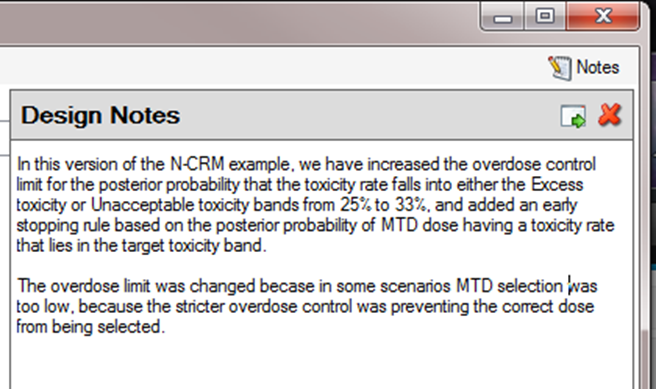 Notes
Design Notes
In this version of the N-CRM example, we have increased the overdose control
limit for the posterior probability that the toxicity rate falls into either the Excess
toxicity or Unacceptable toxicity bands from 25% to 33%, and added an early
stopping rule based on the posterior probability of MTD dose having a toxicity rate
that lies in the target toxicity band.
The overdose limit was changed becase in some scenarios MTD selection was
too low, because the stricter overdose control was preventing the correct dose
from being selected.